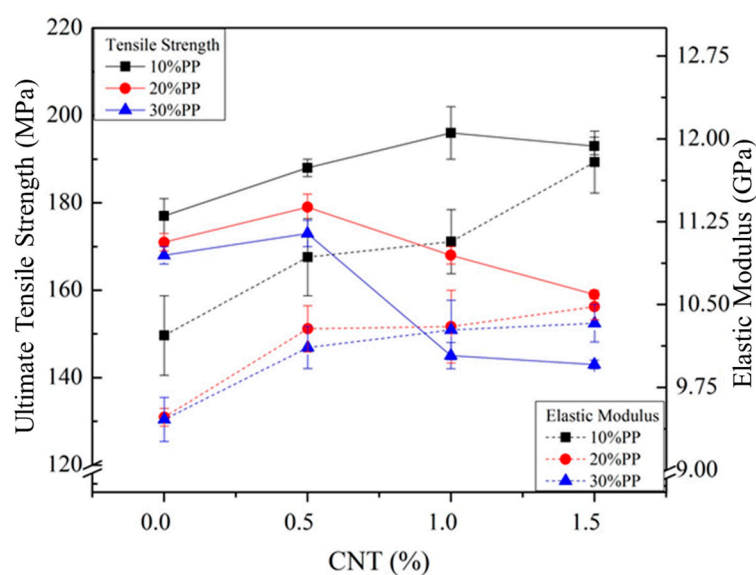 Tensile Strength
10%PP
20%PP
30%PP
Ultimate Tensile Strength (MPa)
220
200
180
160
140
120
12.75
12.00
11.25
10.50
9.75
9.00
Elastic Modulus (GPa)
Elastic Modulus
10%PP
20%PP
30%PP
0.0 0.5 1.0 1.5
CNT (%)